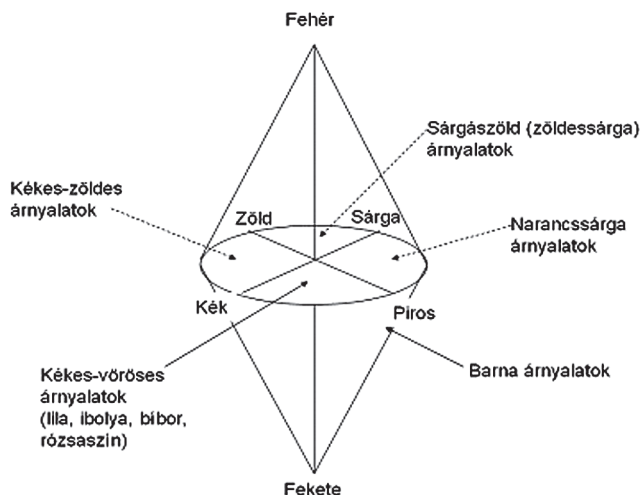 Fehér
Sárgászöld (zöldessárga)
árnyalatok
Kékes-zöldes
árnyalatok
Zöld
Sárga
Narancssárga
árnyalatok
Kék
Piros
Kékes-vöröses
árnyalatok
(lila, ibolya, bíbor,
rózsaszín)
Barna árnyalatok
Fekete